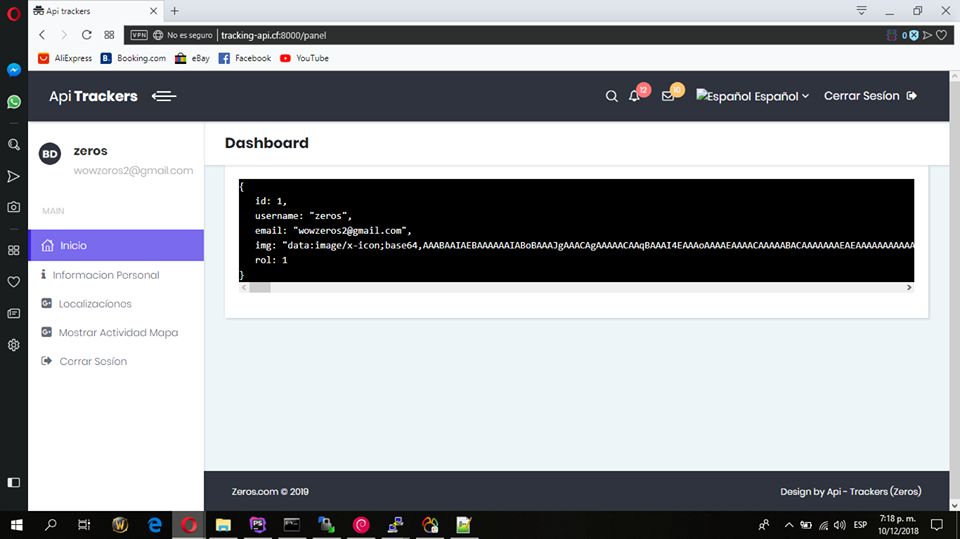 Api trackers
VPN No es seguro tracking-api.cf:8000/panel 0
AliExpress Booking.com eBay Facebook YouTube
Api Trackers 12 10 Español Español Cerrar Sesíon
BD zeros
wowzeros2@gmail.com
Dashboard
MAIN
Inicio
Informacion Personal
Localizaciones
Mostrar Actividad Mapa
Cerrar Sesíon
{
id: 1,
username: "zeros",
email: "wowzeros2@gmail.com",
img: "data:image/x-icon;base64,
rol: 1
}
Zeros.com © 2019 Design by Api - Trackers (Zeros)
ESP 7:18 p. m.
10/12/2018